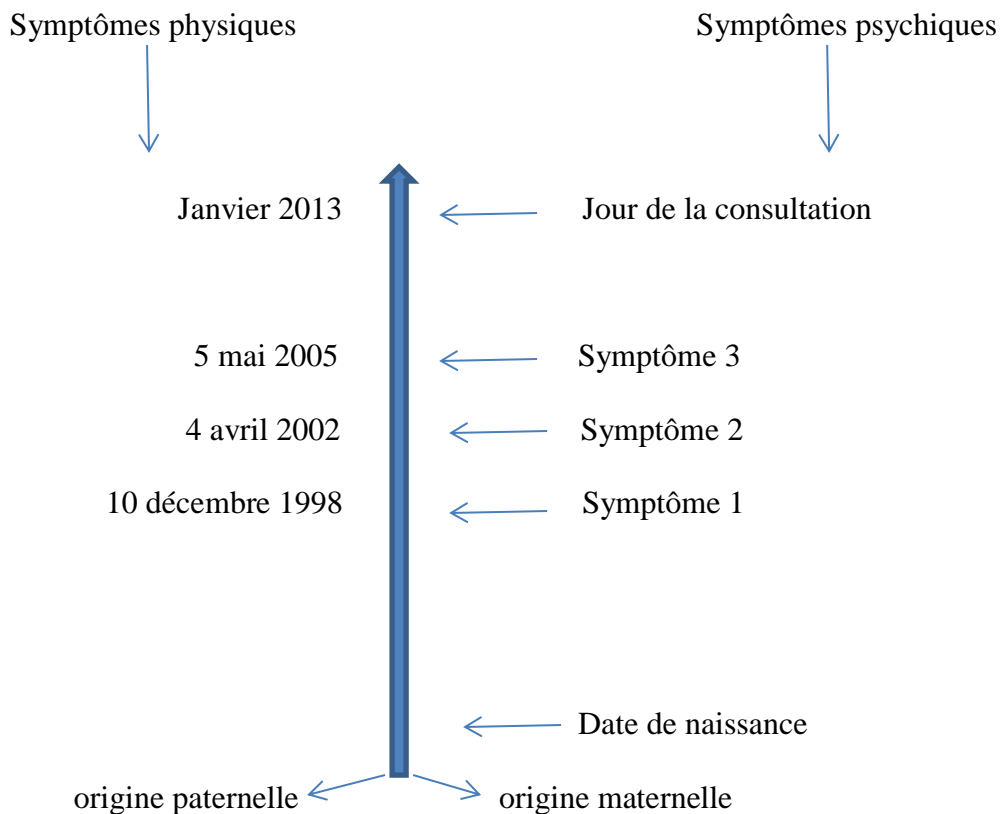 Symptômes physiques Symptômes psychiques
Janvier 2013 Jour de la consultation
5 mai 2005 Symptôme 3
4 avril 2002 Symptôme 2
10 décembre 1998 Symptôme 1
Date de naissance
origine paternelle origine maternelle